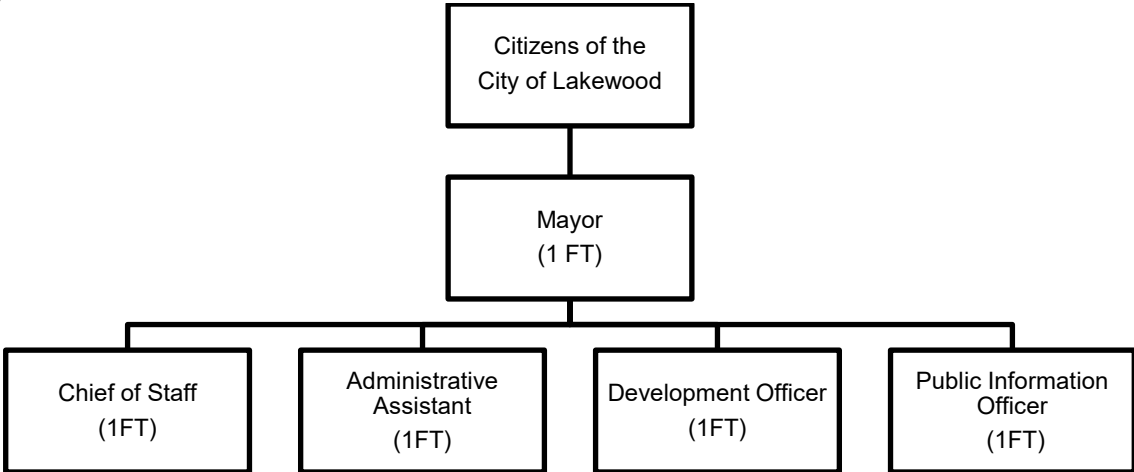 Citizens of the
City of Lakewood
Mayor
(1 FT)
Chief of Staff
(1FT)
Administrative
Assistant
(1FT)
Development Officer
(1FT)
Public Information
Officer
(1FT)